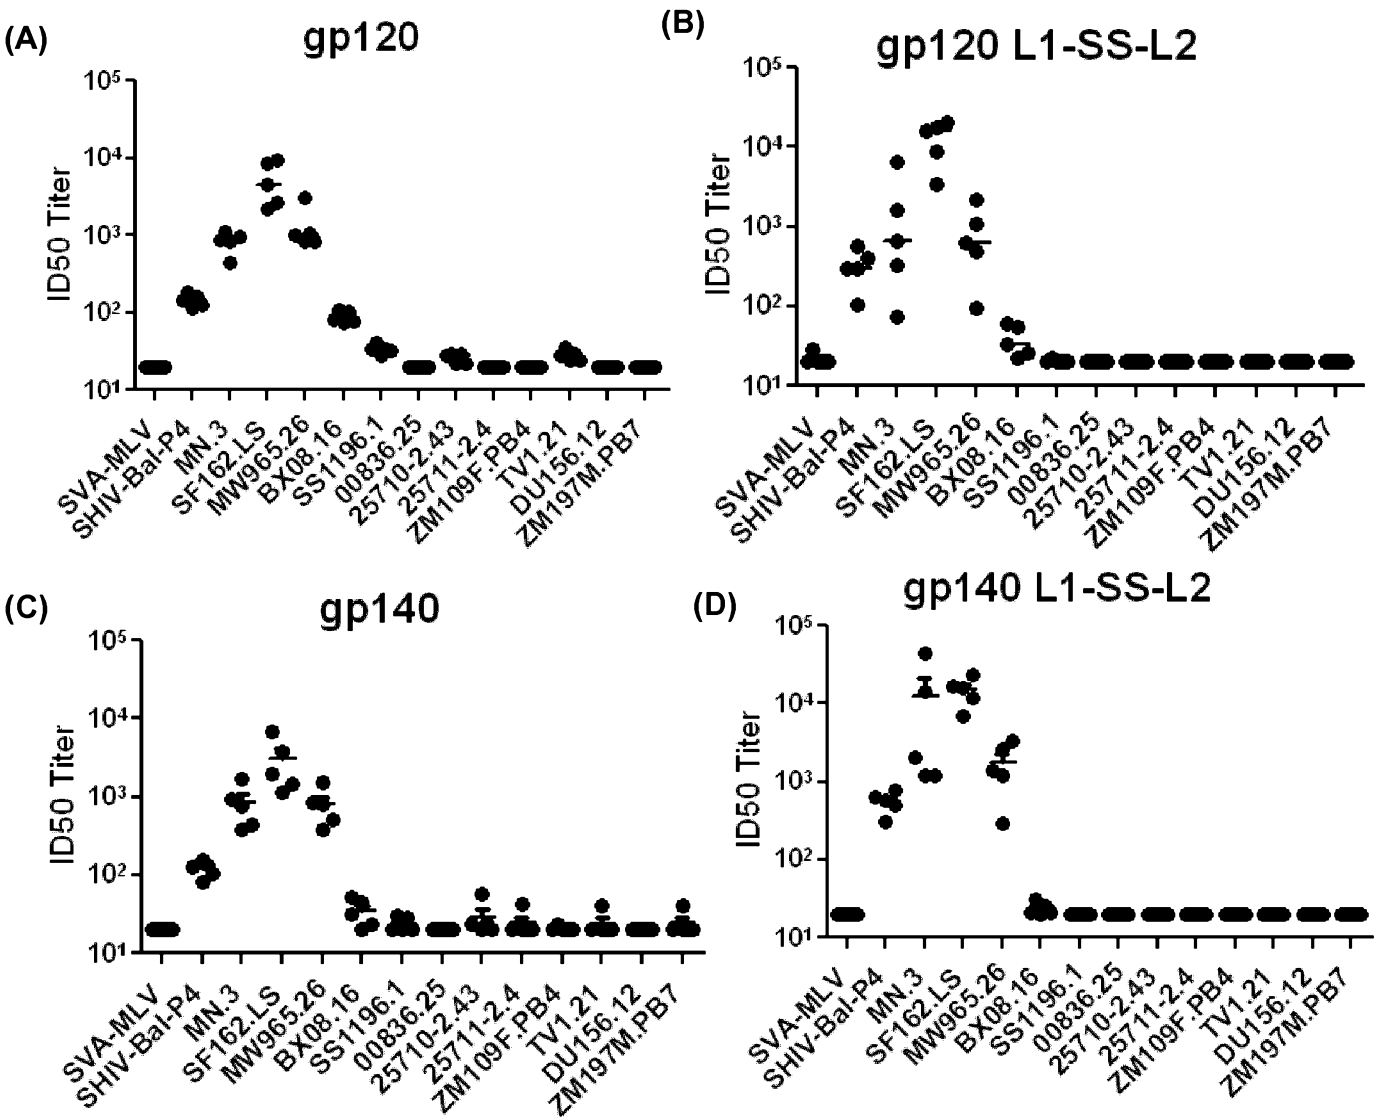 (A)
gp120
ID50 Titer
10⁵
10⁴
10³
10²
10¹
SVA-MLV
SHIV-Bal-P4
MN.3
SF162.LS
MW965.26
BX08.16
SS1196.1
00836.25
25710-2.43
25711-2.4
ZM109F.PB4
TV1.21
DU156.12
ZM197M.PB7
(B)
gp120 L1-SS-L2
ID50 Titer
10⁵
10⁴
10³
10²
10¹
SVA-MLV
SHIV-Bal-P4
MN.3
SF162.LS
MW965.26
BX08.16
SS1196.1
00836.25
25710-2.43
25711-2.4
ZM109F.PB4
TV1.21
DU156.12
ZM197M.PB7
(C)
gp140
ID50 Titer
10⁵
10⁴
10³
10²
10¹
SVA-MLV
SHIV-Bal-P4
MN.3
SF162.LS
MW965.26
BX08.16
SS1196.1
00836.25
25710-2.43
25711-2.4
ZM109F.PB4
TV1.21
DU156.12
ZM197M.PB7
(D)
gp140 L1-SS-L2
ID50 Titer
10⁵
10⁴
10³
10²
10¹
SVA-MLV
SHIV-Bal-P4
MN.3
SF162.LS
MW965.26
BX08.16
SS1196.1
00836.25
25710-2.43
25711-2.4
ZM109F.PB4
TV1.21
DU156.12
ZM197M.PB7